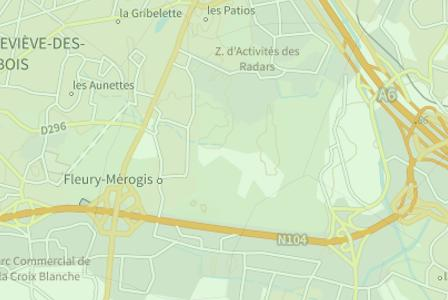 la Gribelette
les Patios
EVIÈVE-DES-
BOIS
Z. d'Activités des
Radars
les Aunettes
A6
D296
Fleury-Mérogis
N104
rc Commercial de
la Croix Blanche